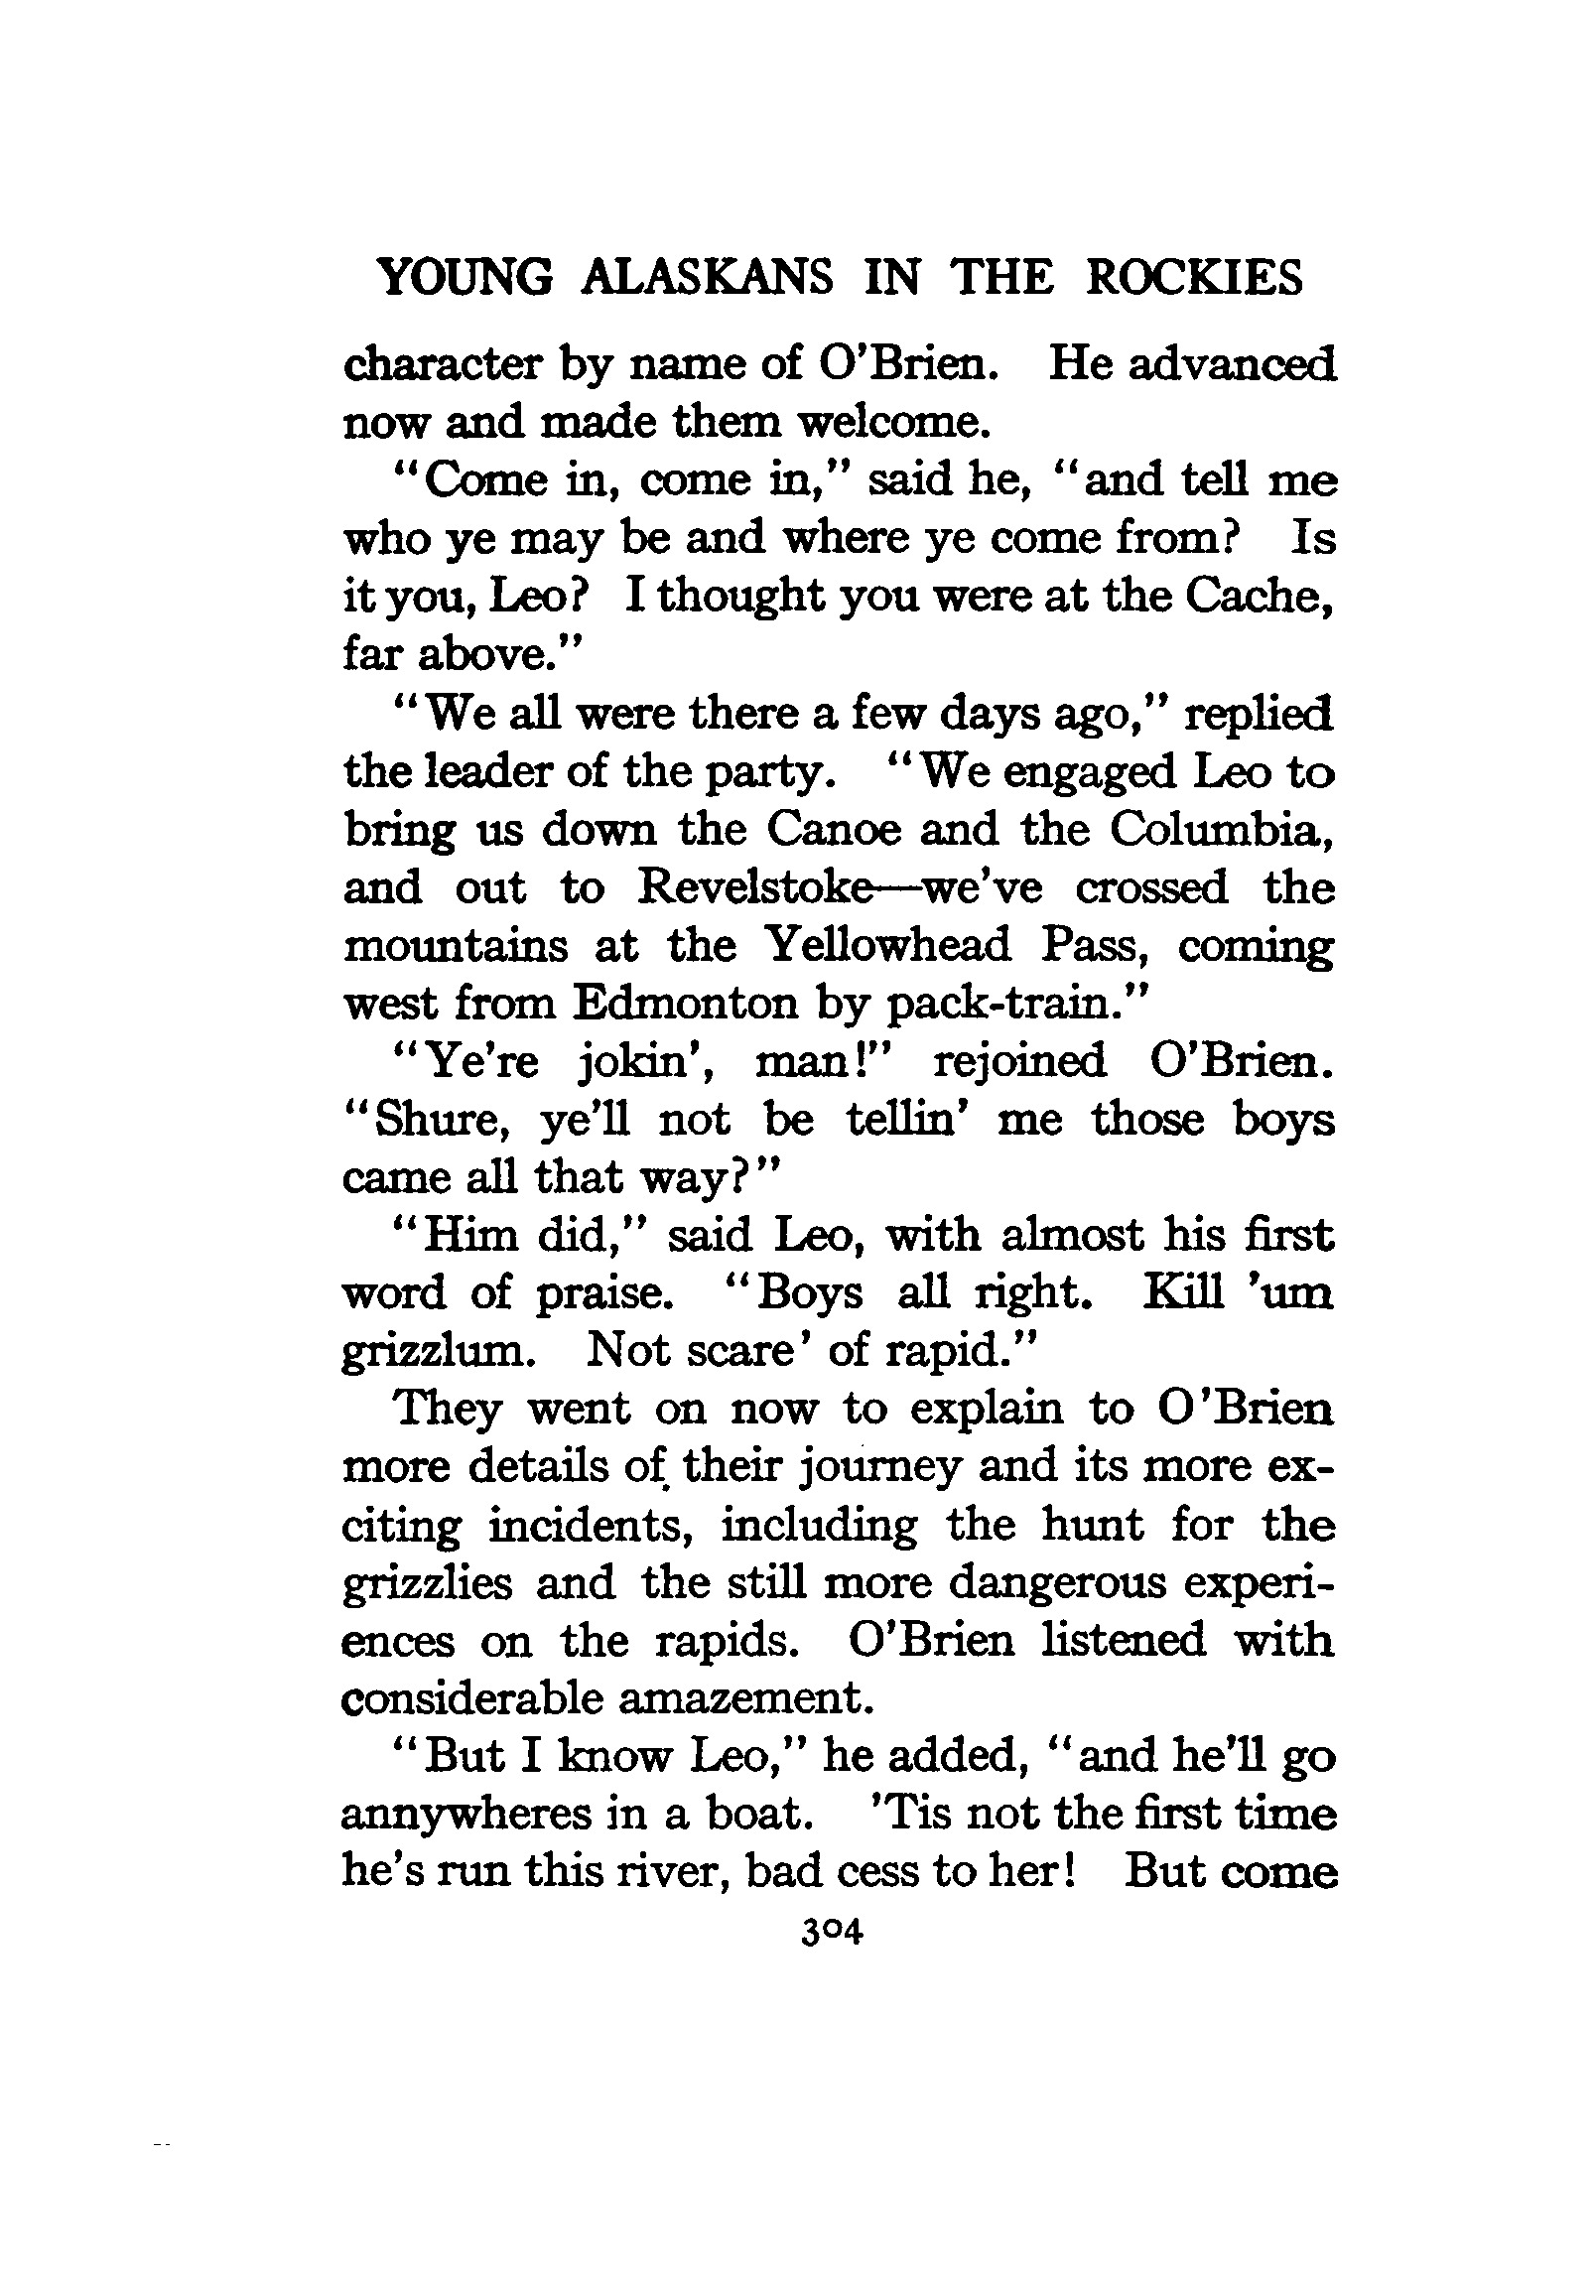 YOUNG ALASKANS IN THE ROCKIES
character by name of O'Brien. He advanced
now and made them welcome.
"Come in, come in," said he, "and tell me
who ye may be and where ye come from? Is
it you, Leo? I thought you were at the Cache,
far above."
"We all were there a few days ago," replied
the leader of the party. "We engaged Leo to
bring us down the Canoe and the Columbia,
and out to Revelstoke—we've crossed the
mountains at the Yellowhead Pass, coming
west from Edmonton by pack-train."
"Ye're jokin', man!" rejoined O'Brien.
"Shure, ye'll not be tellin' me those boys
came all that way?"
"Him did," said Leo, with almost his first
word of praise. "Boys all right. Kill 'um
grizzlum. Not scare' of rapid."
They went on now to explain to O'Brien
more details of their journey and its more ex-
citing incidents, including the hunt for the
grizzlies and the still more dangerous experi-
ences on the rapids. O'Brien listened with
considerable amazement.
"But I know Leo," he added, "and he'll go
annywheres in a boat. 'Tis not the first time
he's run this river, bad cess to her! But come
304